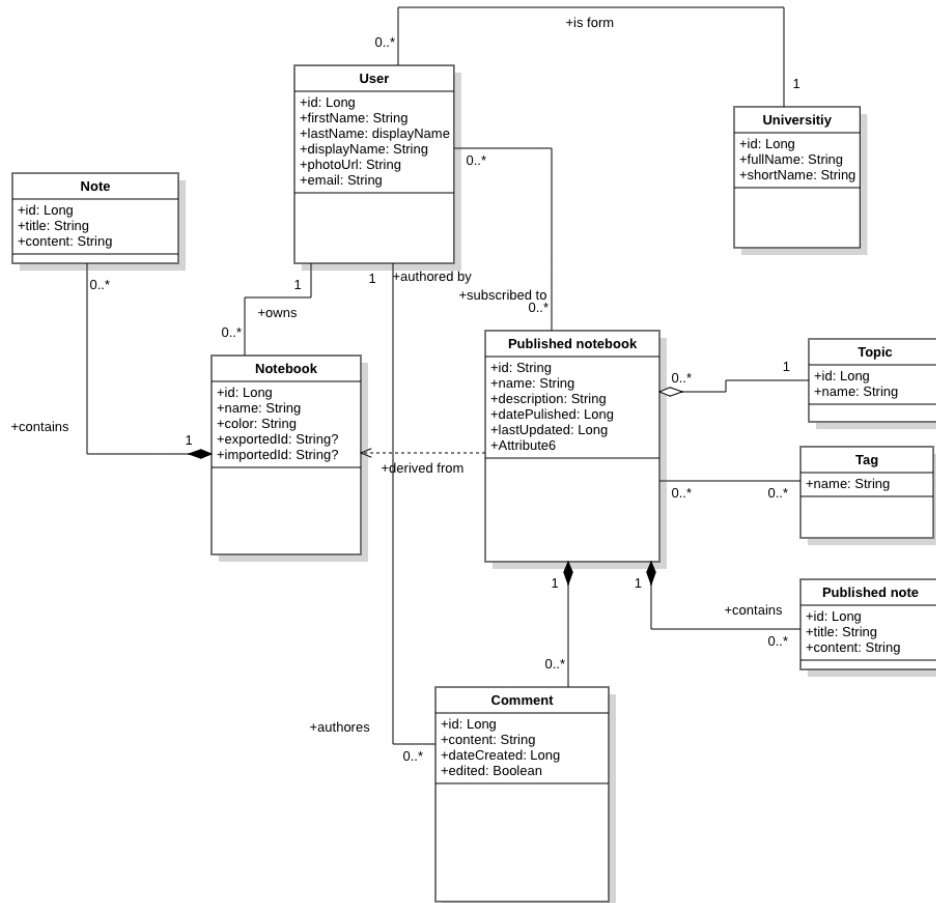 +is form
0..*
1
User
+id: Long
+firstName: String
+lastName: displayName
+displayName: String
+photoUrl: String
+email: String
Universitiy
+id: Long
+fullName: String
+shortName: String
0..*
Note
+id: Long
+title: String
+content: String
0..*
1
1
+authored by
+subscribed to
0..*
+owns
0..*
Notebook
+id: Long
+name: String
+color: String
+exportedId: String?
+importedId: String?
Published notebook
+id: String
+name: String
+description: String
+datePulished: Long
+lastUpdated: Long
+Attribute6
0..*
1
Topic
+id: Long
+name: String
+contains
1
+derived from
Tag
+name: String
0..*
0..*
1
1
+contains
0..*
Published note
+id: Long
+title: String
+content: String
0..*
Comment
+id: Long
+content: String
+dateCreated: Long
+edited: Boolean
+authores
0..*